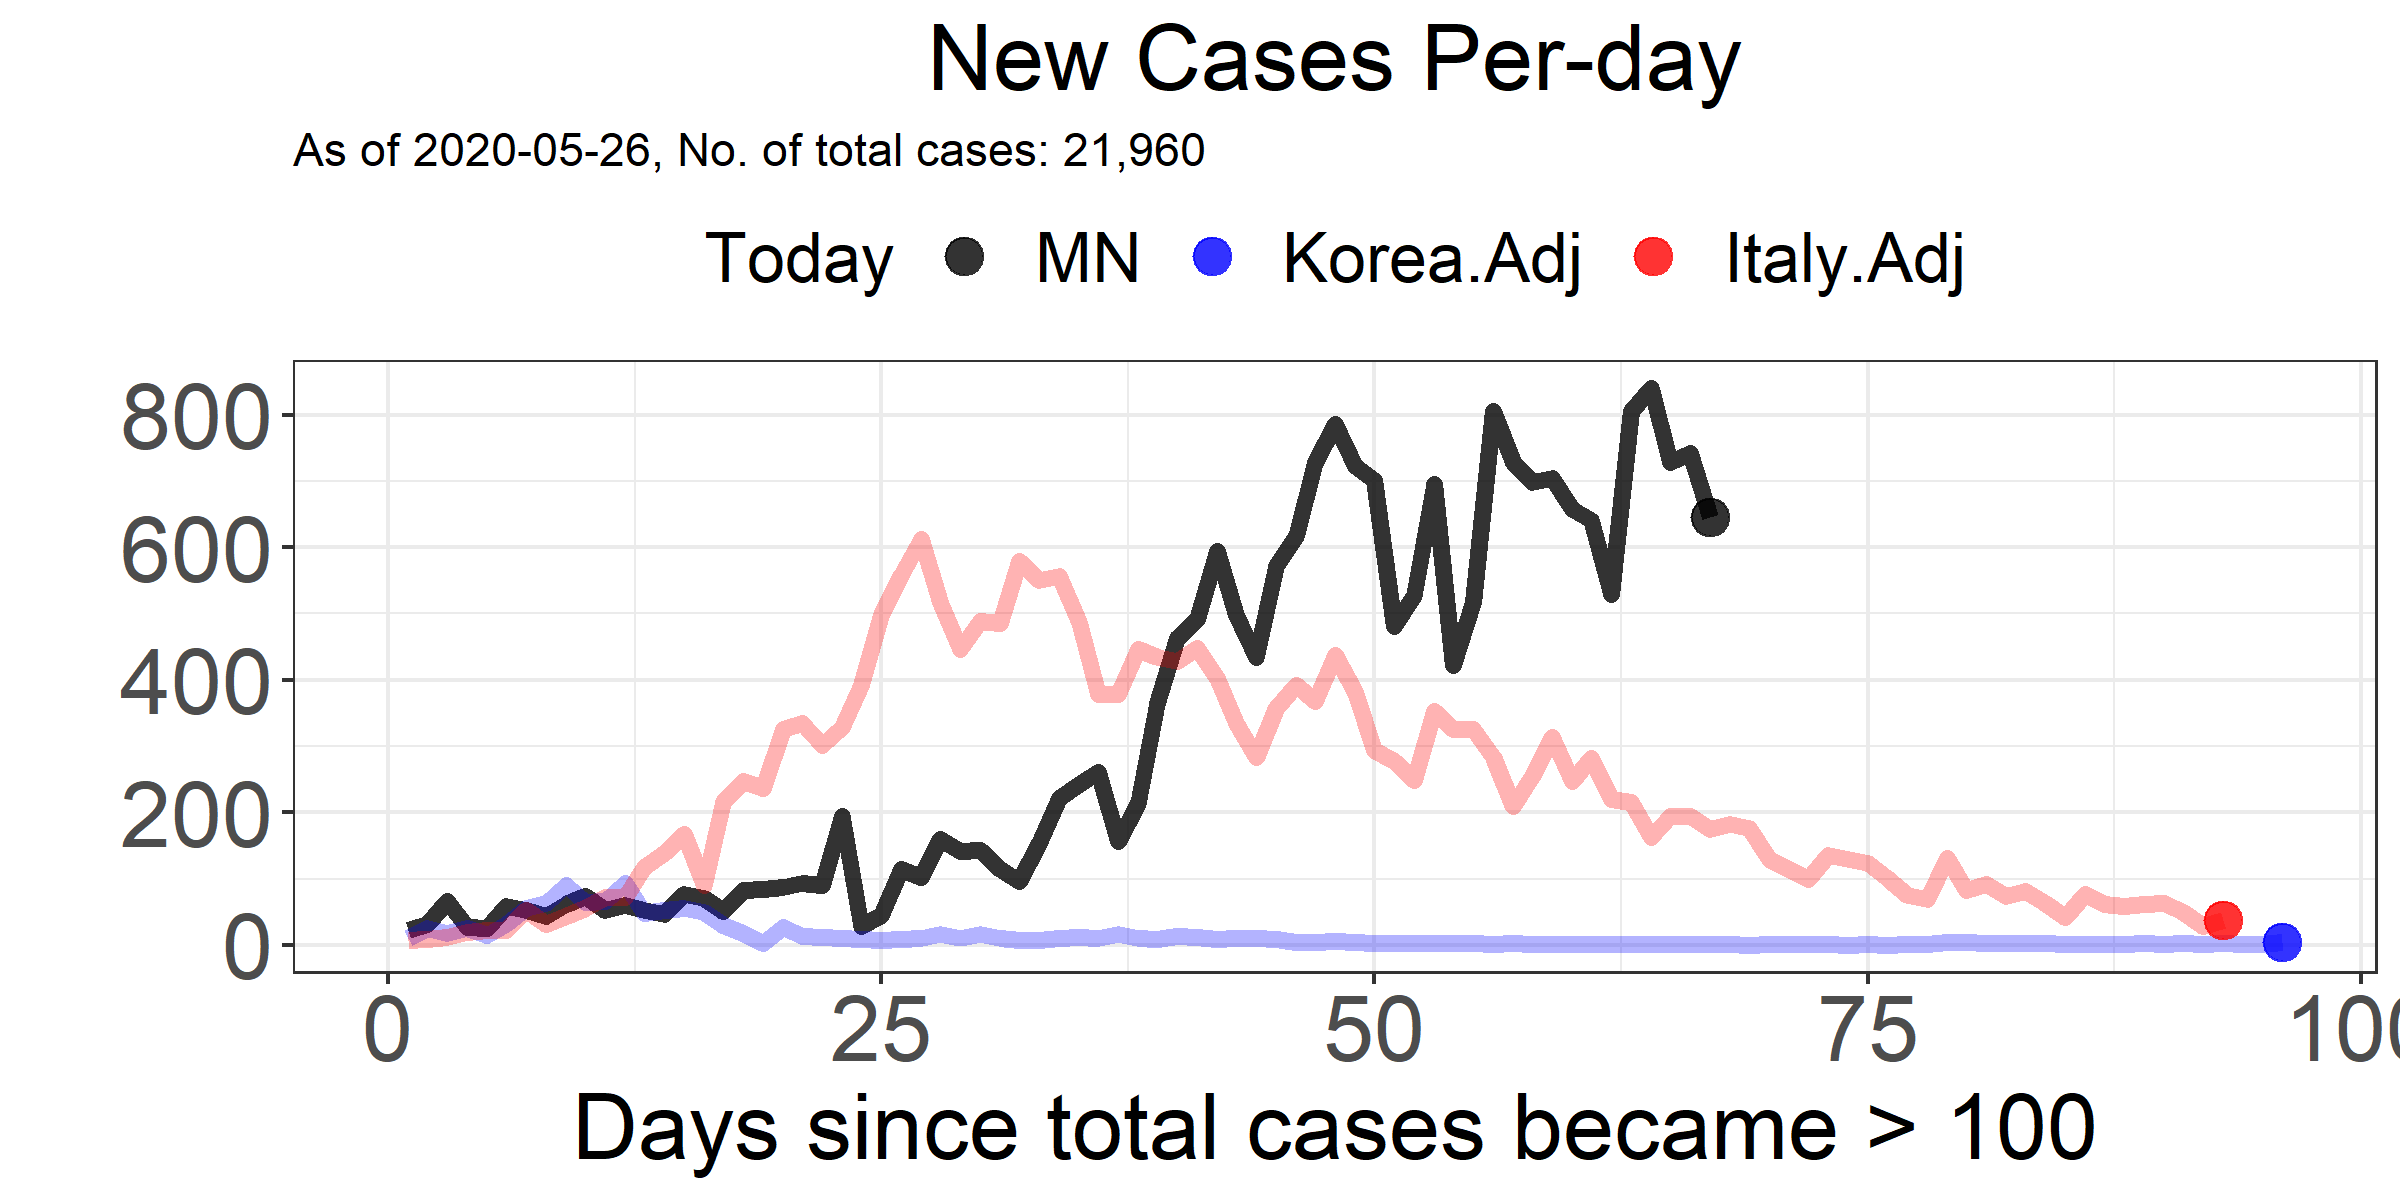 New Cases Per-day
As of 2020-05-26, No. of total cases: 21,960
Today MN Korea.Adj Italy.Adj
800
600
400
200
0
0 25 50 75 100
Days since total cases became > 100